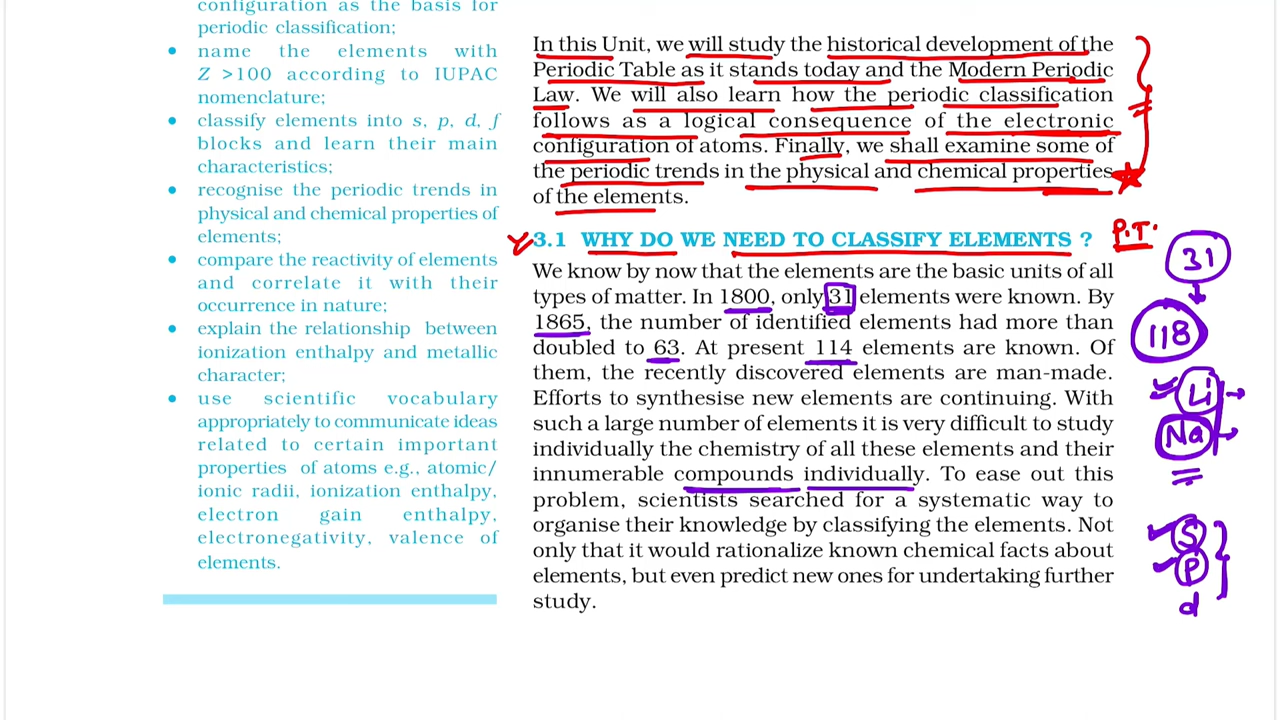 configuration as the basis for
periodic classification;
• name the elements with
Z >100 according to IUPAC
nomenclature;
• classify elements into s, p, d, f
blocks and learn their main
characteristics;
• recognise the periodic trends in
physical and chemical properties of
elements;
• compare the reactivity of elements
and correlate it with their
occurrence in nature;
• explain the relationship between
ionization enthalpy and metallic
character;
• use scientific vocabulary
appropriately to communicate ideas
related to certain important
properties of atoms e.g., atomic/
ionic radii, ionization enthalpy,
electron gain enthalpy,
electronegativity, valence of
elements.
In this Unit, we will study the historical development of the
Periodic Table as it stands today and the Modern Periodic
Law. We will also learn how the periodic classification
follows as a logical consequence of the electronic
configuration of atoms. Finally, we shall examine some of
the periodic trends in the physical and chemical properties
of the elements.
3.1 WHY DO WE NEED TO CLASSIFY ELEMENTS ?
We know by now that the elements are the basic units of all
types of matter. In 1800, only 31 elements were known. By
1865, the number of identified elements had more than
doubled to 63. At present 114 elements are known. Of
them, the recently discovered elements are man-made.
Efforts to synthesise new elements are continuing. With
such a large number of elements it is very difficult to study
individually the chemistry of all these elements and their
innumerable compounds individually. To ease out this
problem, scientists searched for a systematic way to
organise their knowledge by classifying the elements. Not
only that it would rationalize known chemical facts about
elements, but even predict new ones for undertaking further
study.
P.T.
31
118
Li
Na
S
P
d